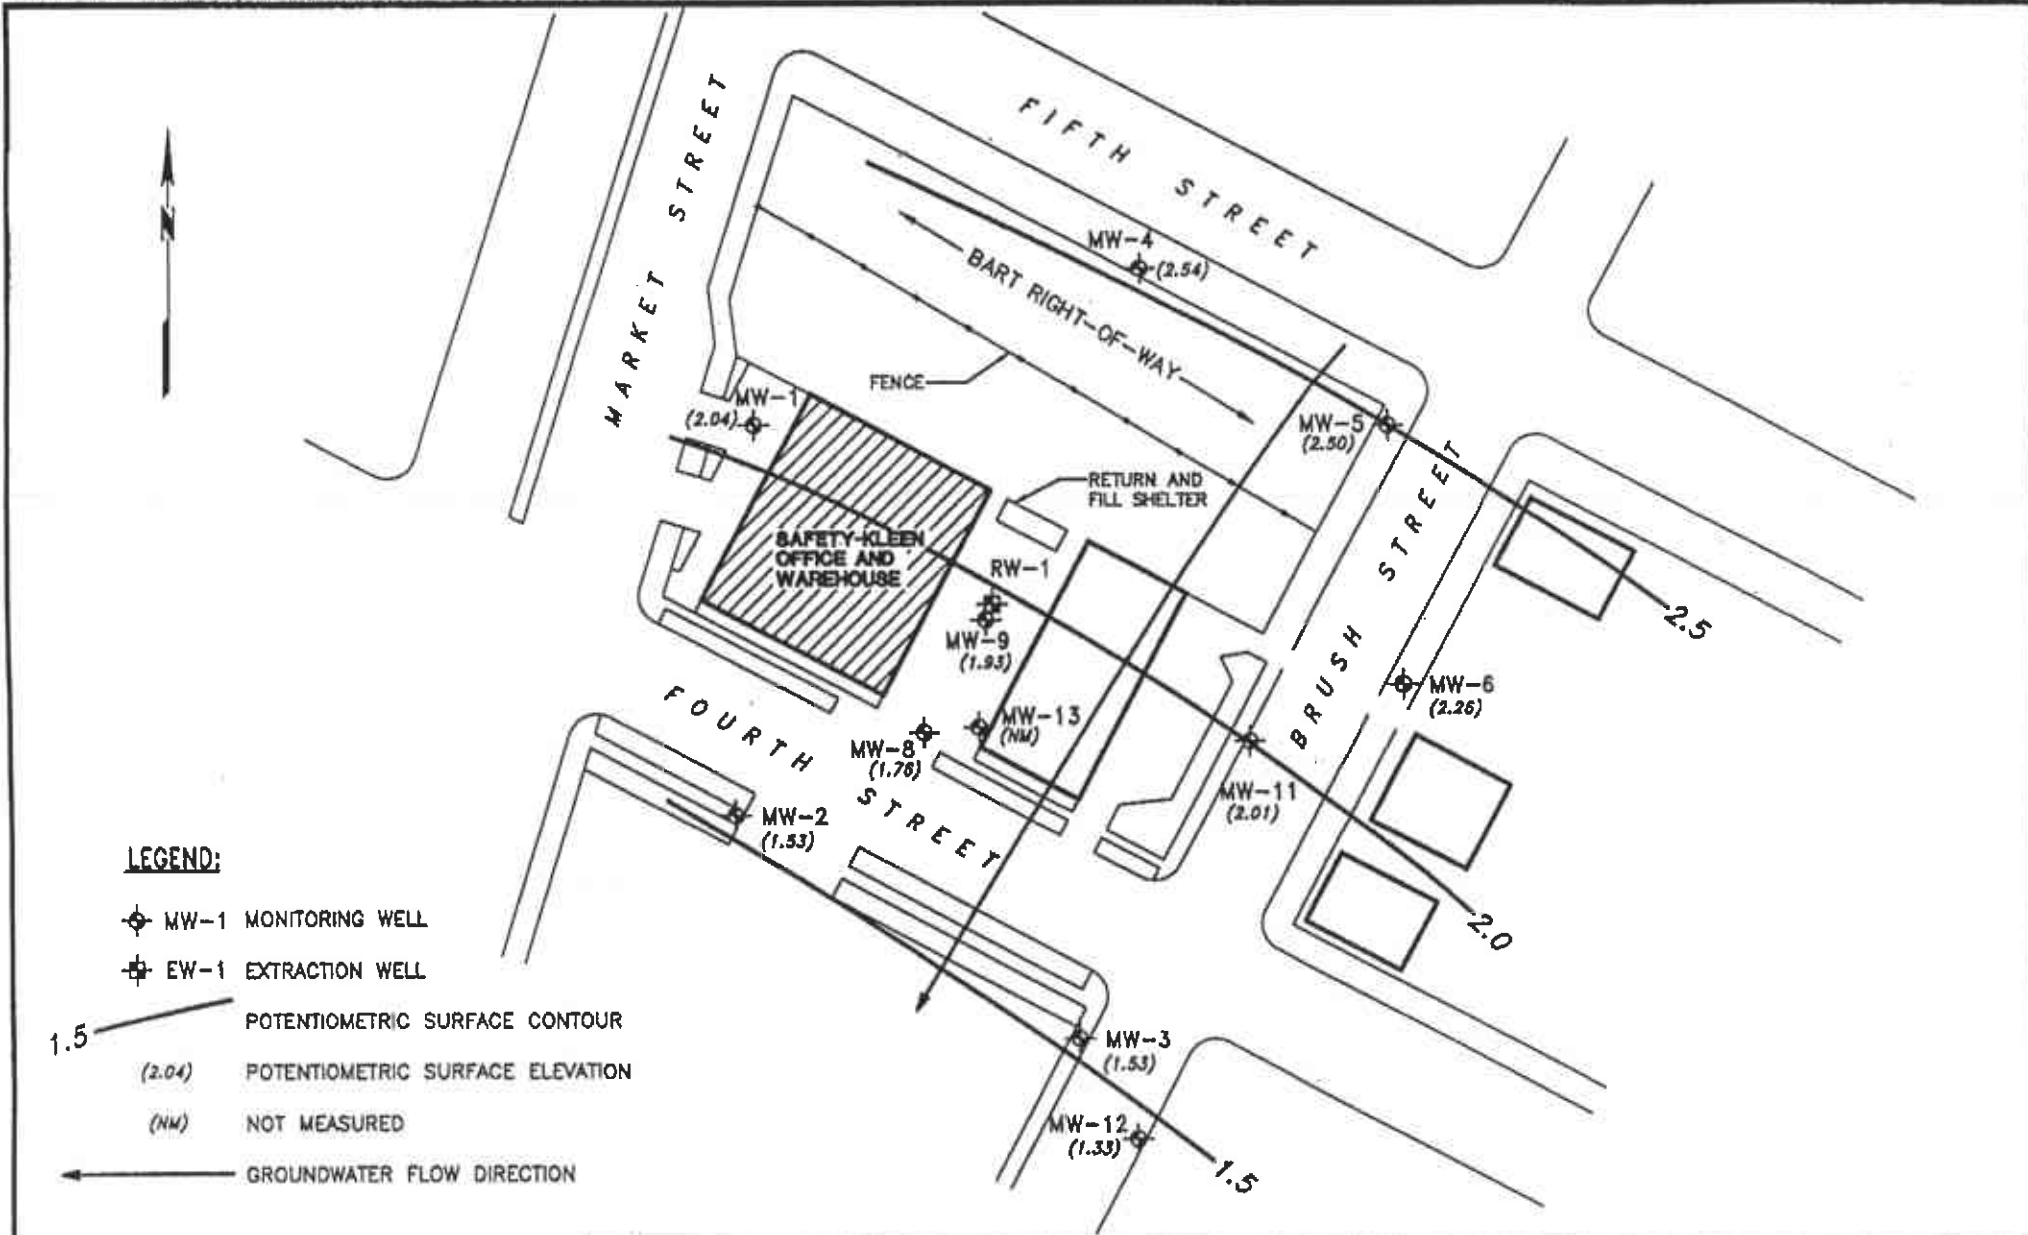 FIFTH STREET
MARKET STREET
N
MW-4
(2.54)
BART RIGHT-OF-WAY
FENCE
MW-1
(2.04)
MW-5
(2.50)
RETURN AND
FILL SHELTER
SAFETY-KLEEN
OFFICE AND
WAREHOUSE
RW-1
MW-9
(1.93)
BRUSH STREET
2.5
MW-6
(2.26)
FOURTH STREET
MW-13
(NM)
MW-8
(1.76)
MW-11
(2.01)
MW-2
(1.53)
2.0
MW-3
(1.53)
MW-12
(1.33)
1.5
LEGEND:
MW-1 MONITORING WELL
EW-1 EXTRACTION WELL
1.5 POTENTIOMETRIC SURFACE CONTOUR
(2.04) POTENTIOMETRIC SURFACE ELEVATION
(NM) NOT MEASURED
GROUNDWATER FLOW DIRECTION